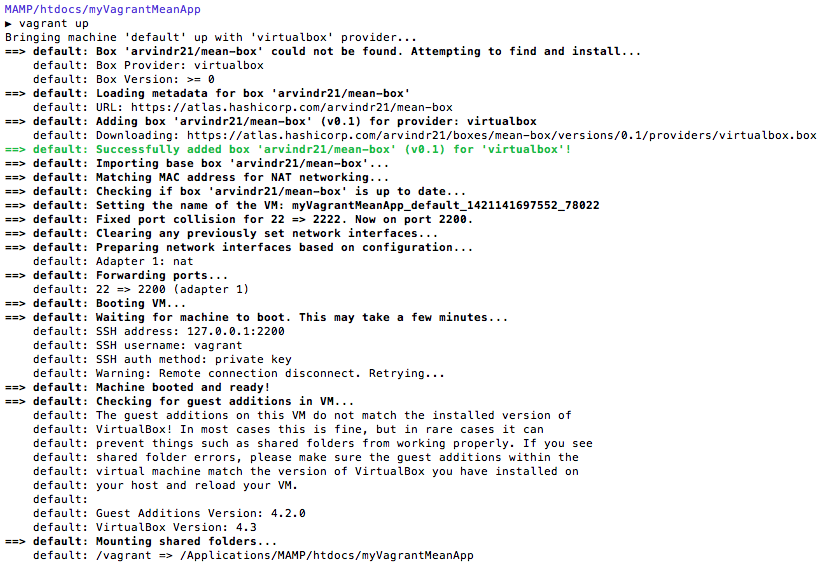 MAMP/htdocs/myVagrantMeanApp
▶ vagrant up
Bringing machine 'default' up with 'virtualbox' provider...
==> default: Box 'arvindr21/mean-box' could not be found. Attempting to find and install...
    default: Box Provider: virtualbox
    default: Box Version: >= 0
==> default: Loading metadata for box 'arvindr21/mean-box'
    default: URL: https://atlas.hashicorp.com/arvindr21/mean-box
==> default: Adding box 'arvindr21/mean-box' (v0.1) for provider: virtualbox
    default: Downloading: https://atlas.hashicorp.com/arvindr21/boxes/mean-box/versions/0.1/providers/virtualbox.box
==> default: Successfully added box 'arvindr21/mean-box' (v0.1) for 'virtualbox'!
==> default: Importing base box 'arvindr21/mean-box'...
==> default: Matching MAC address for NAT networking...
==> default: Checking if box 'arvindr21/mean-box' is up to date...
==> default: Setting the name of the VM: myVagrantMeanApp_default_1421141697552_78022
==> default: Fixed port collision for 22 => 2222. Now on port 2200.
==> default: Clearing any previously set network interfaces...
==> default: Preparing network interfaces based on configuration...
    default: Adapter 1: nat
==> default: Forwarding ports...
    default: 22 => 2200 (adapter 1)
==> default: Booting VM...
==> default: Waiting for machine to boot. This may take a few minutes...
    default: SSH address: 127.0.0.1:2200
    default: SSH username: vagrant
    default: SSH auth method: private key
    default: Warning: Remote connection disconnect. Retrying...
==> default: Machine booted and ready!
==> default: Checking for guest additions in VM...
    default: The guest additions on this VM do not match the installed version of
    default: VirtualBox! In most cases this is fine, but in rare cases it can
    default: prevent things such as shared folders from working properly. If you see
    default: shared folder errors, please make sure the guest additions within the
    default: virtual machine match the version of VirtualBox you have installed on
    default: your host and reload your VM.
    default:
    default: Guest Additions Version: 4.2.0
    default: VirtualBox Version: 4.3
==> default: Mounting shared folders...
    default: /vagrant => /Applications/MAMP/htdocs/myVagrantMeanApp